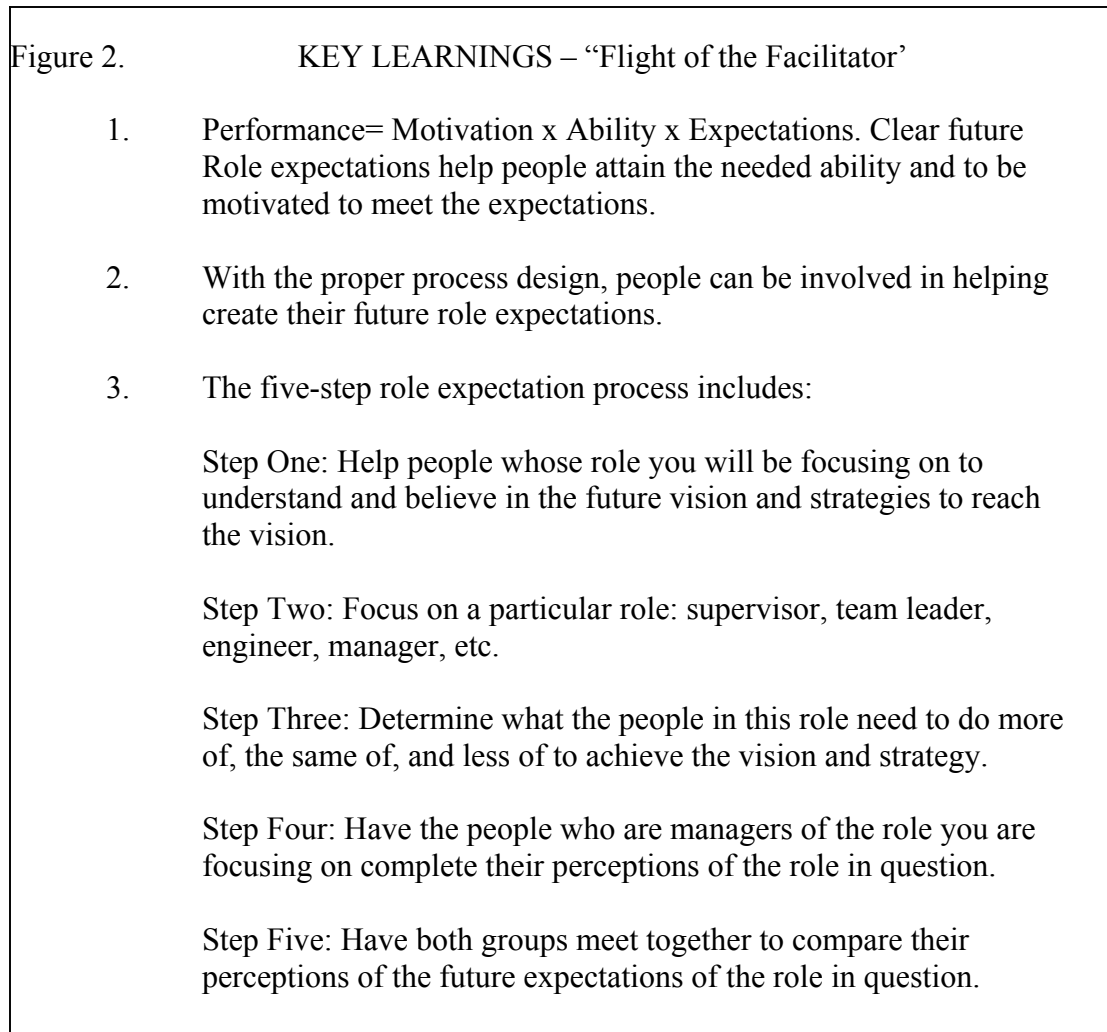 Figure 2. KEY LEARNINGS – “Flight of the Facilitator’
1. Performance= Motivation x Ability x Expectations. Clear future
Role expectations help people attain the needed ability and to be
motivated to meet the expectations.
2. With the proper process design, people can be involved in helping
create their future role expectations.
3. The five-step role expectation process includes:
Step One: Help people whose role you will be focusing on to
understand and believe in the future vision and strategies to reach
the vision.
Step Two: Focus on a particular role: supervisor, team leader,
engineer, manager, etc.
Step Three: Determine what the people in this role need to do more
of, the same of, and less of to achieve the vision and strategy.
Step Four: Have the people who are managers of the role you are
focusing on complete their perceptions of the role in question.
Step Five: Have both groups meet together to compare their
perceptions of the future expectations of the role in question.